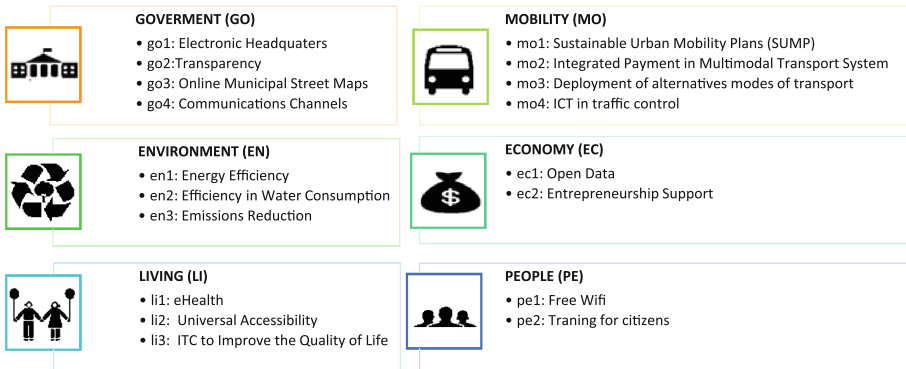 GOVERMENT (GO)
• go1: Electronic Headquaters
• go2:Transparency
• go3: Online Municipal Street Maps
• go4: Communications Channels
MOBILITY (MO)
• mo1: Sustainable Urban Mobility Plans (SUMP)
• mo2: Integrated Payment in Multimodal Transport System
• mo3: Deployment of alternatives modes of transport
• mo4: ICT in traffic control
ENVIRONMENT (EN)
• en1: Energy Efficiency
• en2: Efficiency in Water Consumption
• en3: Emissions Reduction
ECONOMY (EC)
• ec1: Open Data
• ec2: Entrepreneurship Support
$
LIVING (LI)
• li1: eHealth
• li2: Universal Accessibility
• li3: ITC to Improve the Quality of Life
PEOPLE (PE)
• pe1: Free Wifi
• pe2: Traning for citizens